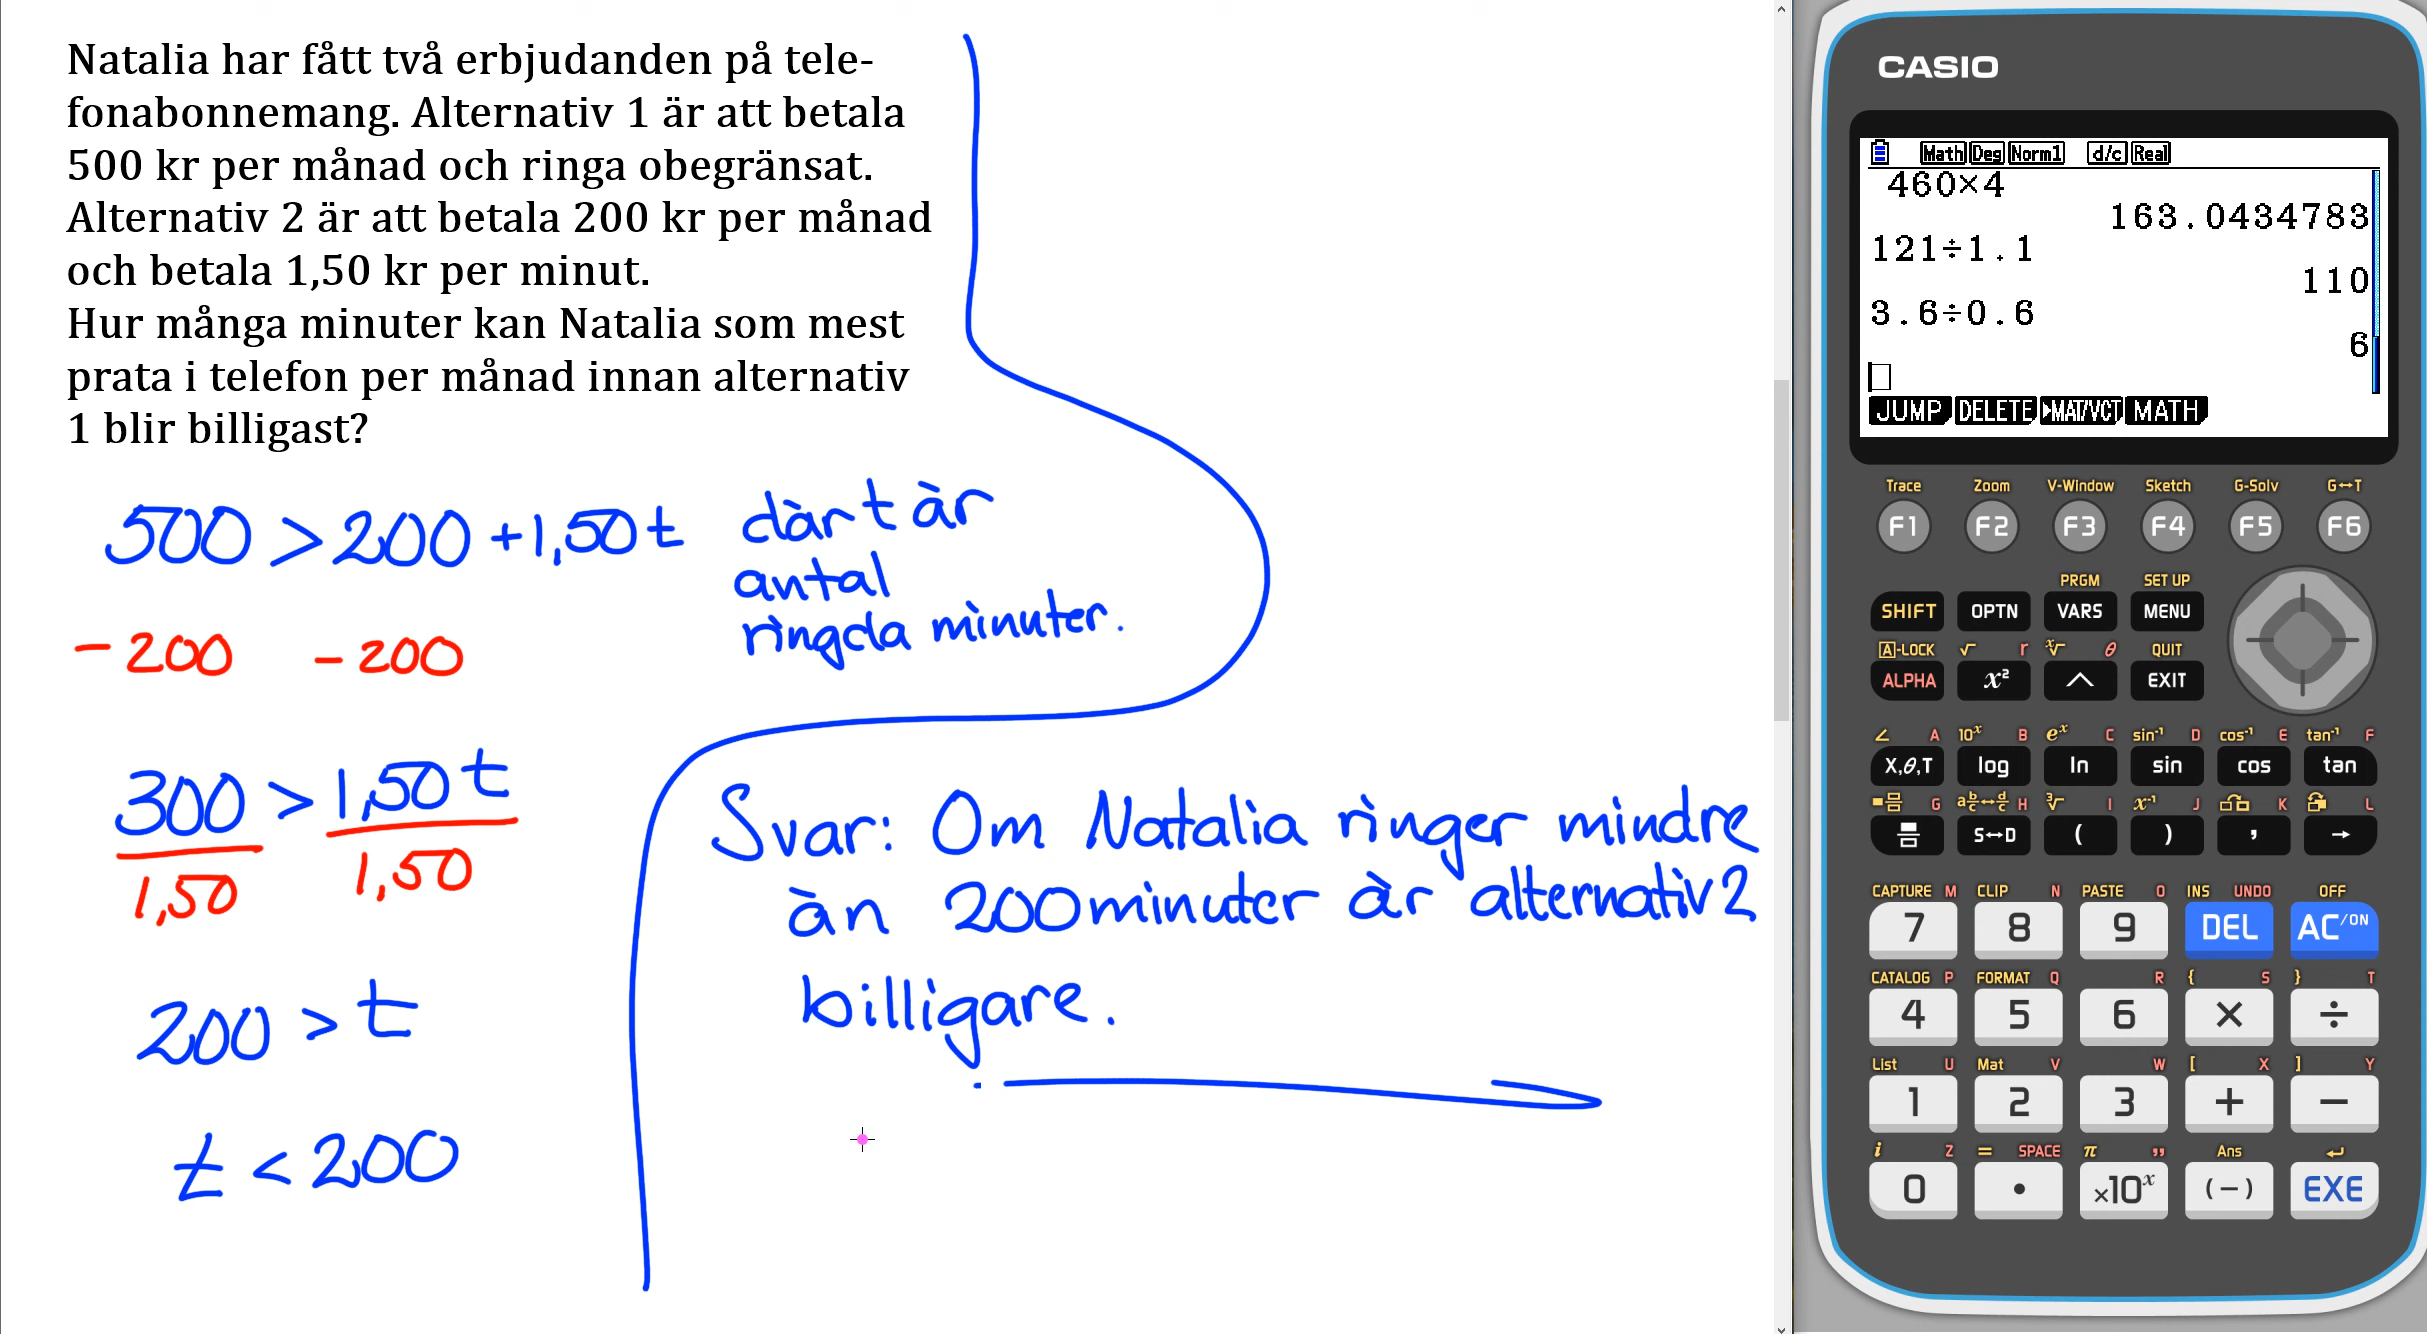 Natalia har fått två erbjudanden på tele-
fonabonnemang. Alternativ 1 är att betala
500 kr per månad och ringa obegränsat.
Alternativ 2 är att betala 200 kr per månad
och betala 1,50 kr per minut.
Hur många minuter kan Natalia som mest
prata i telefon per månad innan alternativ
1 blir billigast?
500 > 200 + 1,50t där t är
antal
ringda minuter.
- 200 - 200
300 > 1,50 t
1,50 1,50
200 > t
t < 200
Svar: Om Natalia ringer mindre
än 200 minuter är alternativ 2
billigare.
CASIO
Math Deg Norm1 d/c Real
460×4
163.0434783
121÷1.1
110
3.6÷0.6
6
JUMP DELETE ▶MAT/VCT MATH
Trace Zoom V-Window Sketch G-Solv G↔T
F1 F2 F3 F4 F5 F6
PRGM SET UP
SHIFT OPTN VARS MENU
A-LOCK √ r ˣ√ θ QUIT
ALPHA x² ^ EXIT
∠ A 10ˣ B eˣ C sin⁻¹ D cos⁻¹ E tan⁻¹ F
X,θ,T log ln sin cos tan
G a b/c↔d/c H ³√ I x⁻¹ J K L
S↔D ( ) , →
CAPTURE M CLIP N PASTE O INS UNDO OFF
7 8 9 DEL AC/ON
CATALOG P FORMAT Q R { S } T
4 5 6 × ÷
List U Mat V W [ X ] Y
1 2 3 + −
i Z = SPACE π " Ans ↵
0 • ×10ˣ (−) EXE